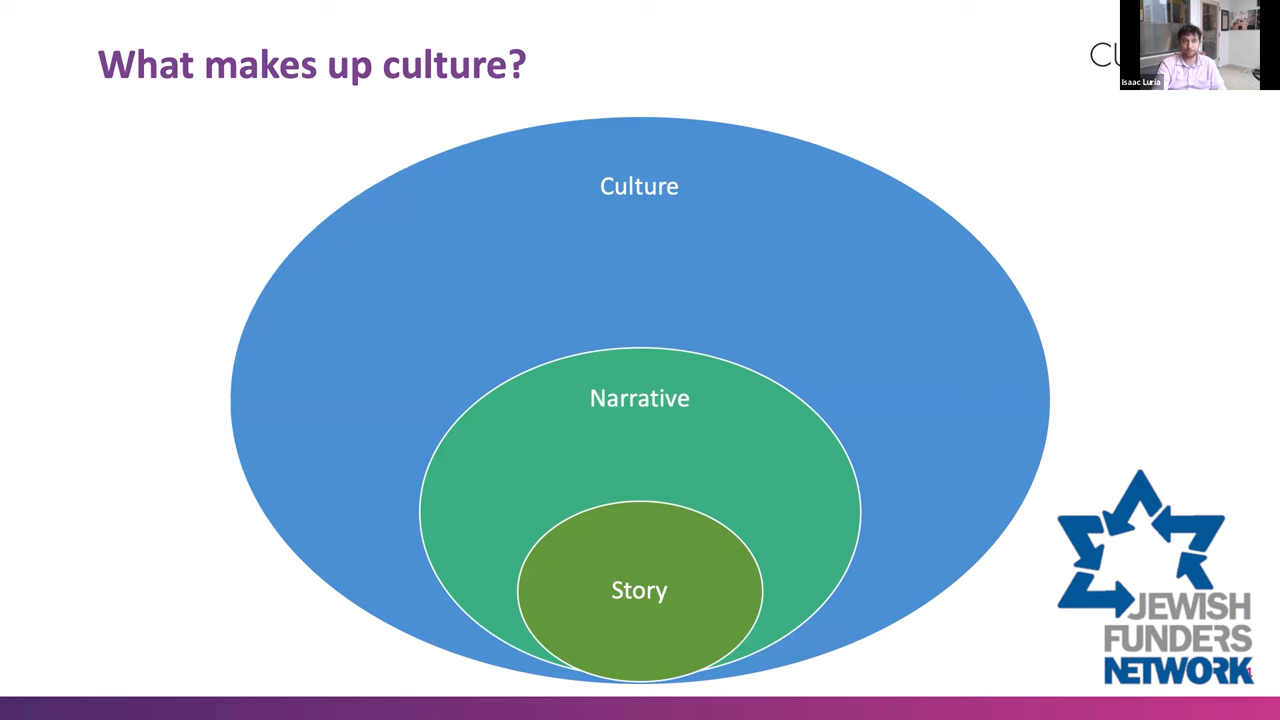 What makes up culture?
Isaac Luria
Culture
Narrative
Story
JEWISH
FUNDERS
NETWORK